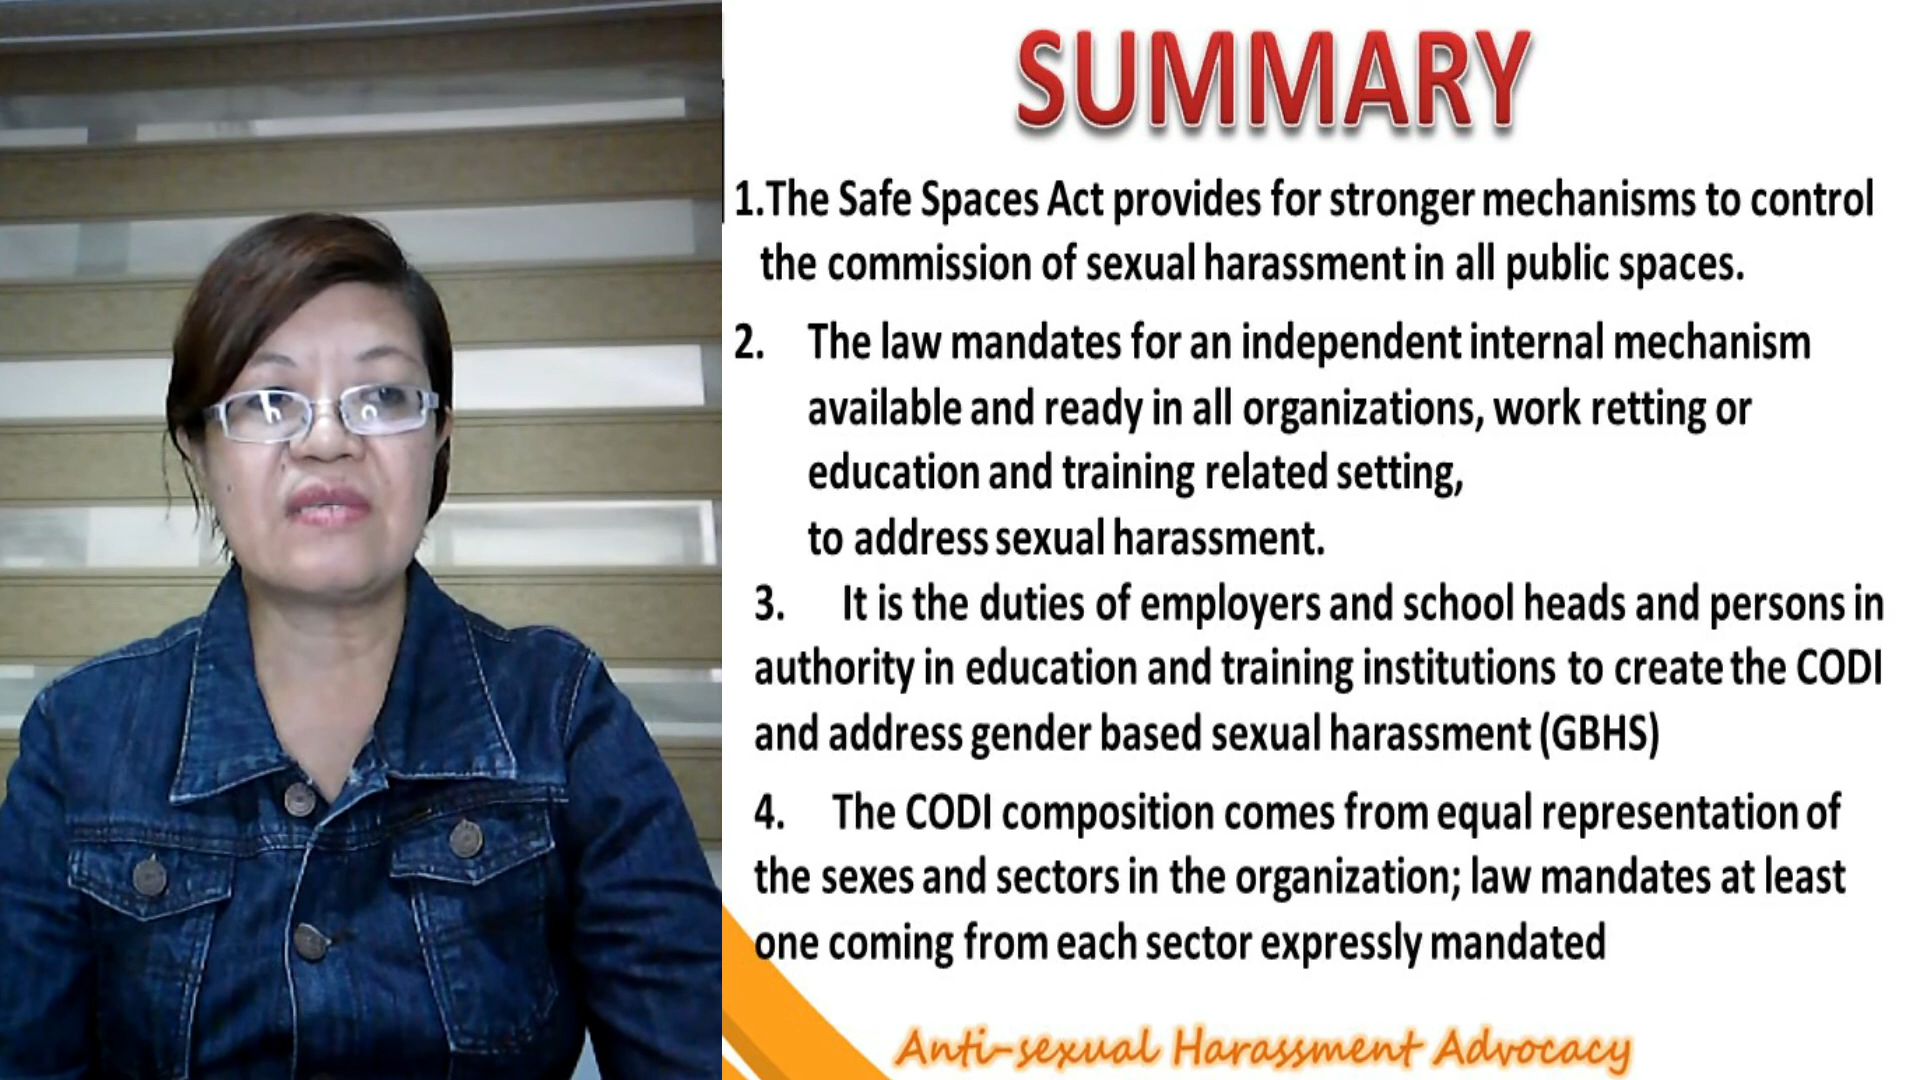 SUMMARY
1.The Safe Spaces Act provides for stronger mechanisms to control
the commission of sexual harassment in all public spaces.
2. The law mandates for an independent internal mechanism
available and ready in all organizations, work retting or
education and training related setting,
to address sexual harassment.
3. It is the duties of employers and school heads and persons in
authority in education and training institutions to create the CODI
and address gender based sexual harassment (GBHS)
4. The CODI composition comes from equal representation of
the sexes and sectors in the organization; law mandates at least
one coming from each sector expressly mandated
Anti-sexual Harassment Advocacy